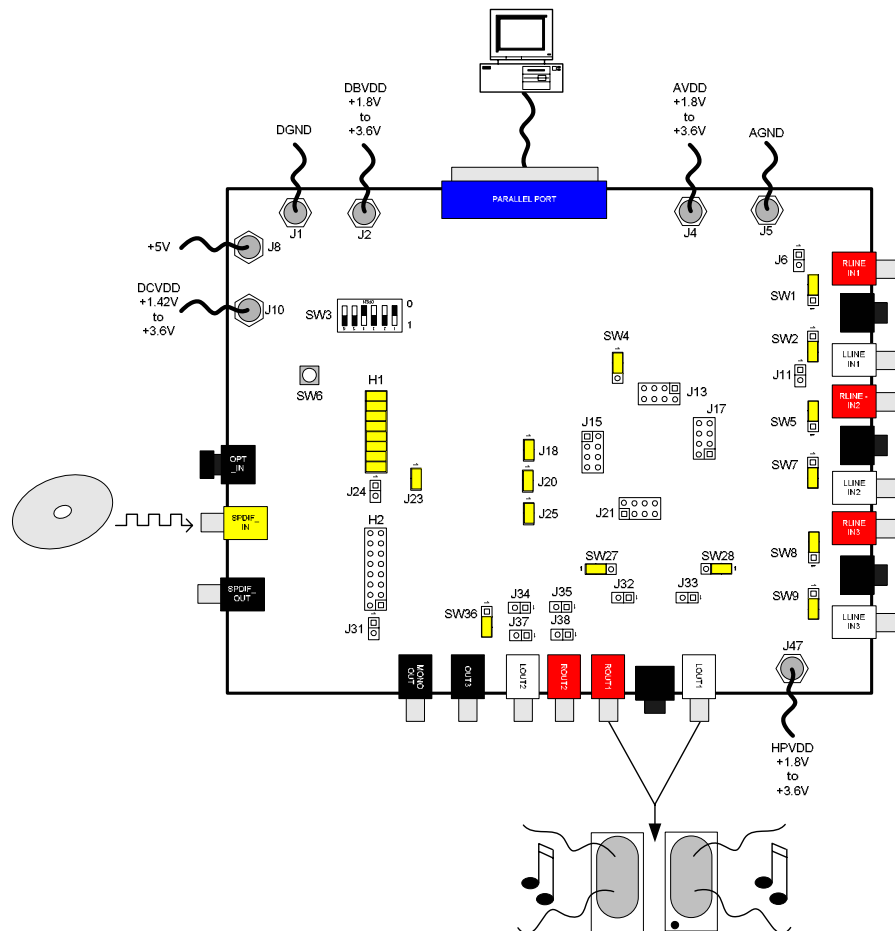 DBVDD
+1.8V
to
+3.6V
AVDD
+1.8V
to
+3.6V
DGND
AGND
PARALLEL PORT
J1
J2
J4
J5
+5V
J8
DCVDD
+1.42V
to
+3.6V
J10
SW3
0
1
J6
RLINE
IN1
SW1
SW2
LLINE
IN1
J11
SW4
SW6
H1
J13
RLINE -
IN2
J15
J17
SW5
OPT
_IN
J18
SW7
J24
J23
J20
LLINE
IN2
SPDIF_
IN
J25
J21
RLINE
IN3
H2
SW8
SW27
1
SW28
1
SPDIF_
OUT
J34
J35
J32
J33
SW9
SW36
J37
J38
LLINE
IN3
J31
J47
MONO
OUT
OUT3
LOUT2
ROUT2
ROUT1
LOUT1
HPVDD
+1.8V
to
+3.6V